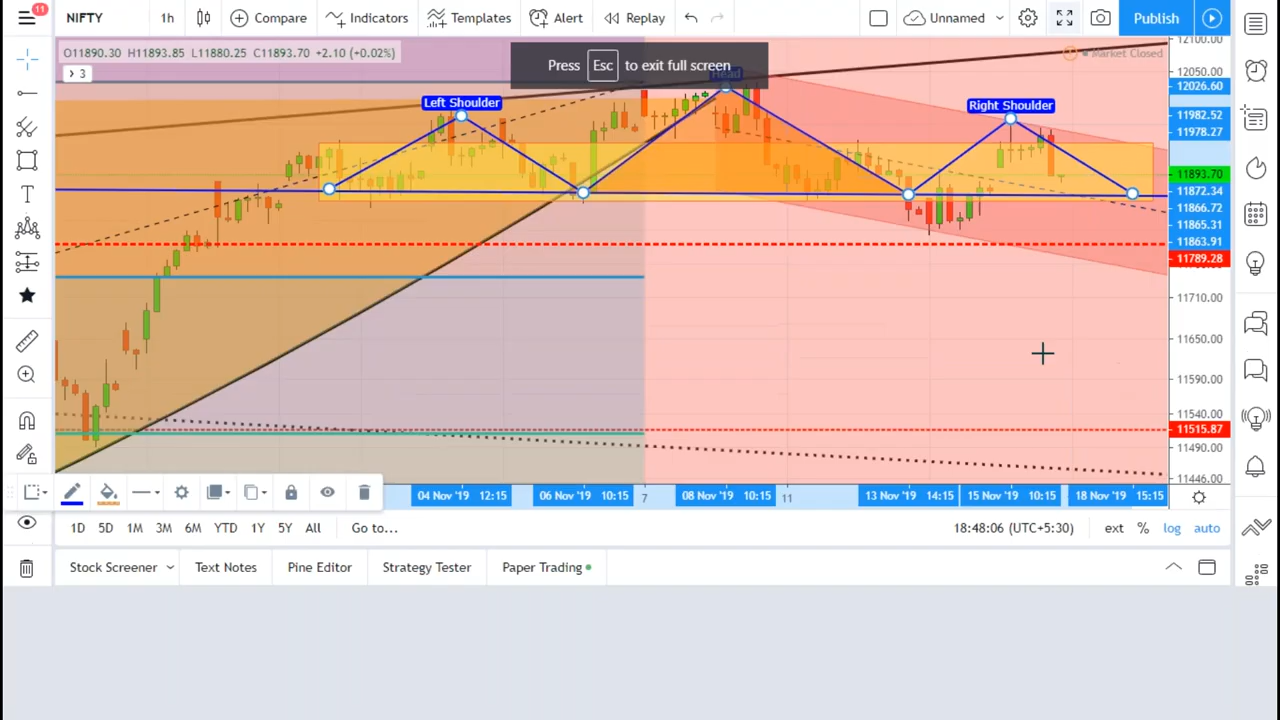 11
NIFTY
1h
Compare
Indicators
Templates
Alert
Replay
Unnamed
Publish
O11890.30 H11893.85 L11880.25 C11893.70 +2.10 (+0.02%)
3
Press Esc to exit full screen
Market Closed
Left Shoulder
Head
Right Shoulder
12100.00
12050.00
12026.60
11982.52
11978.27
11893.70
11872.34
11866.72
11865.31
11863.91
11789.28
11710.00
11650.00
11590.00
11540.00
11515.87
11490.00
11446.00
04 Nov '19 12:15
06 Nov '19 10:15
7
08 Nov '19 10:15
11
13 Nov '19 14:15
15 Nov '19 10:15
18 Nov '19 15:15
1D 5D 1M 3M 6M YTD 1Y 5Y All Go to...
18:48:06 (UTC+5:30) ext % log auto
Stock Screener Text Notes Pine Editor Strategy Tester Paper Trading